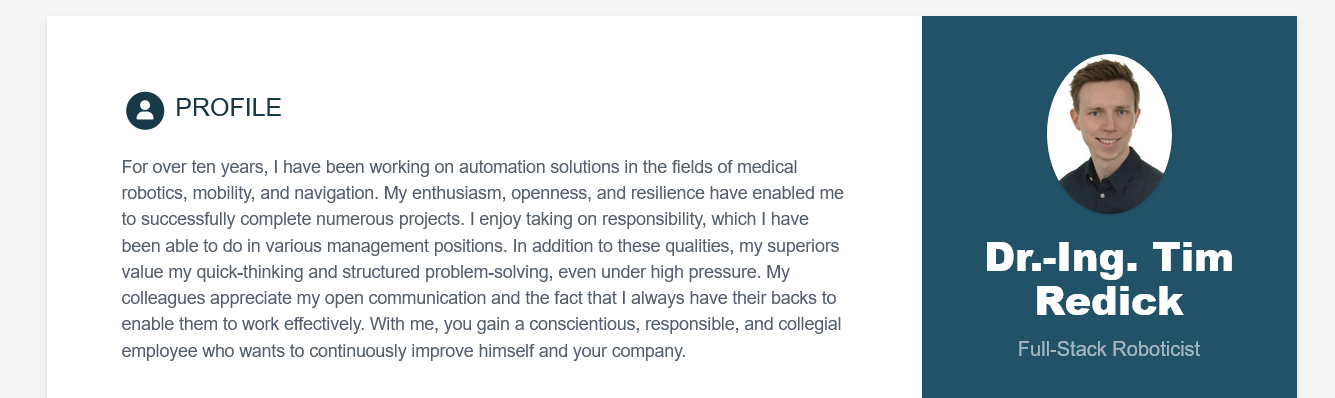 PROFILE
For over ten years, I have been working on automation solutions in the fields of medical
robotics, mobility, and navigation. My enthusiasm, openness, and resilience have enabled me
to successfully complete numerous projects. I enjoy taking on responsibility, which I have
been able to do in various management positions. In addition to these qualities, my superiors
value my quick-thinking and structured problem-solving, even under high pressure. My
colleagues appreciate my open communication and the fact that I always have their backs to
enable them to work effectively. With me, you gain a conscientious, responsible, and collegial
employee who wants to continuously improve himself and your company.
Dr.-Ing. Tim
Redick
Full-Stack Roboticist